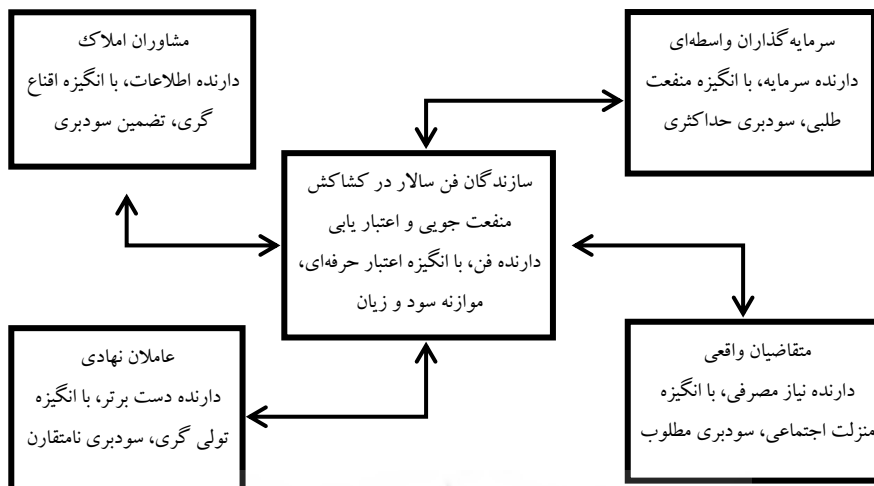 سرمایه‌گذاران واسطه‌ای
دارنده سرمایه، با انگیزه منفعت
طلبی، سودبری حداکثری
مشاوران املاک
دارنده اطلاعات، با انگیزه اقناع
گری، تضمین سودبری
سازندگان فن سالار در کشاکش
منفعت جویی و اعتبار یابی
دارنده فن، با انگیزه اعتبار حرفه‌ای،
موازنه سود و زیان
متقاضیان واقعی
دارنده نیاز مصرفی، با انگیزه
منزلت اجتماعی، سودبری مطلوب
عاملان نهادی
دارنده دست برتر، با انگیزه
تولی گری، سودبری نامتقارن